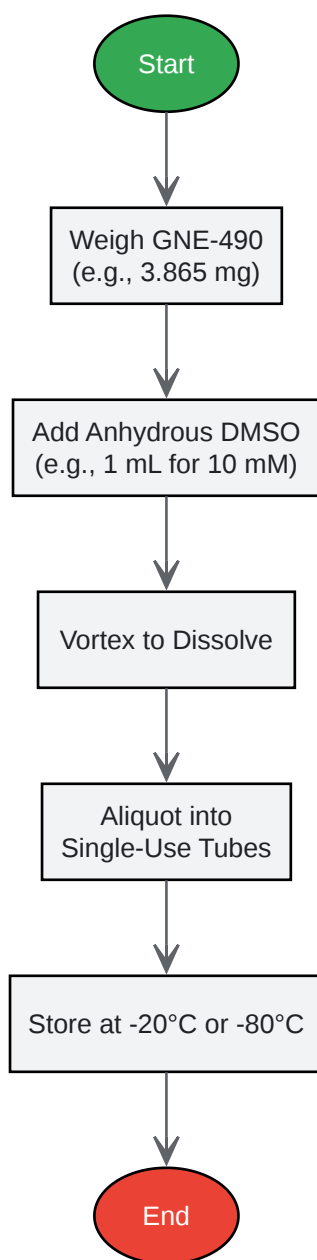 Start
Weigh GNE-490
(e.g., 3.865 mg)
Add Anhydrous DMSO
(e.g., 1 mL for 10 mM)
Vortex to Dissolve
Aliquot into
Single-Use Tubes
Store at -20°C or -80°C
End